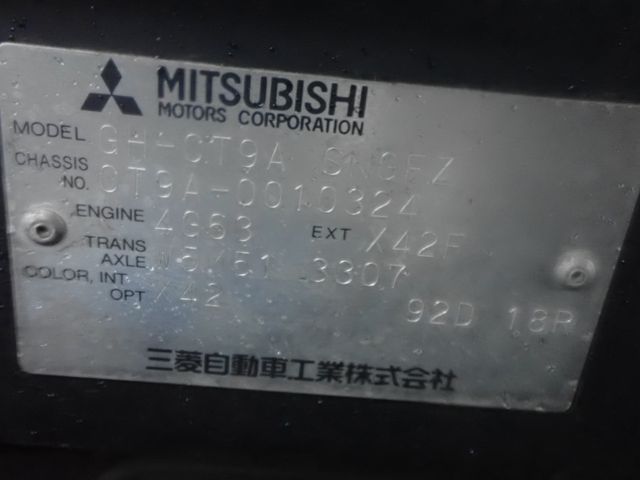 MITSUBISHI
MOTORS CORPORATION
MODEL GH-CT9A SNGFZ
CHASSIS NO. CT9A-0010324
ENGINE 4G63 EXT X42F
TRANS AXLE W5M51 3307
COLOR, INT. OPT X42 92D 18R
三菱自動車工業株式会社